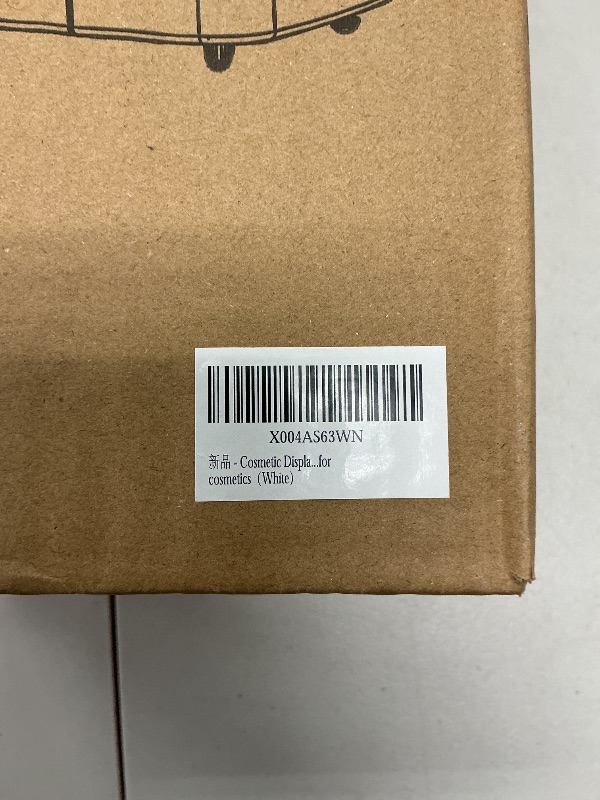 X004AS63WN
新品 - Cosmetic Displa...for
cosmetics（White）